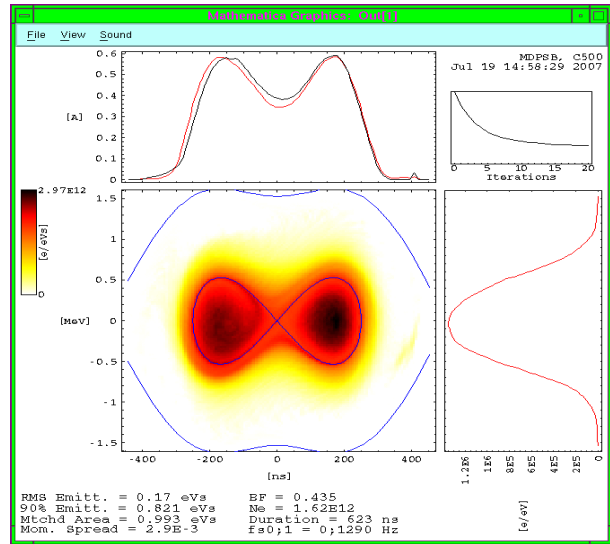 Mathematica Graphics: Out[1]
File View Sound
MDPSB, C500
Jul 19 14:58:29 2007
0.6
0.5
0.4
[A] 0.3
0.2
0.1
0
0 5 10 15 20
Iterations
2.97E12
[e/eVs]
0
1.5
1
0.5
[MeV] 0
-0.5
-1
-1.5
-400 -200 0 200 400
[ns]
1.2E6 1E6 8E5 6E5 4E5 2E5 0
[e/eV]
RMS Emitt. = 0.17 eVs BF = 0.435
90% Emitt. = 0.821 eVs Ne = 1.62E12
Mtchd Area = 0.993 eVs Duration = 623 ns
Mom. Spread = 2.9E-3 fs0;1 = 0;1290 Hz